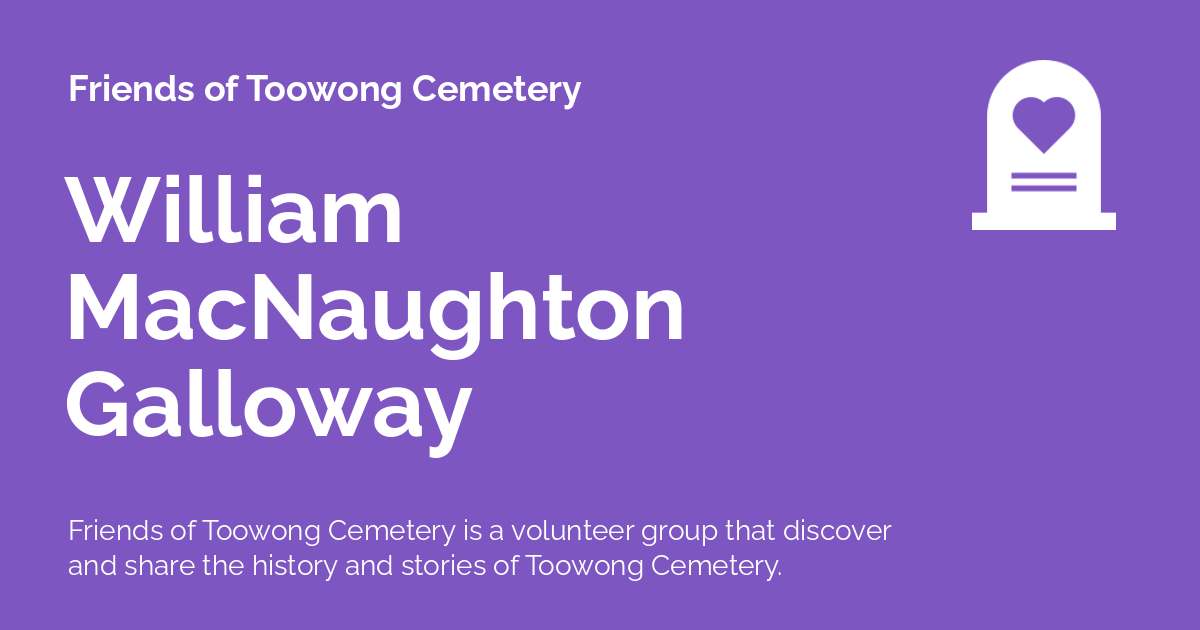 Friends of Toowong Cemetery
William
MacNaughton
Galloway
Friends of Toowong Cemetery is a volunteer group that discover
and share the history and stories of Toowong Cemetery.